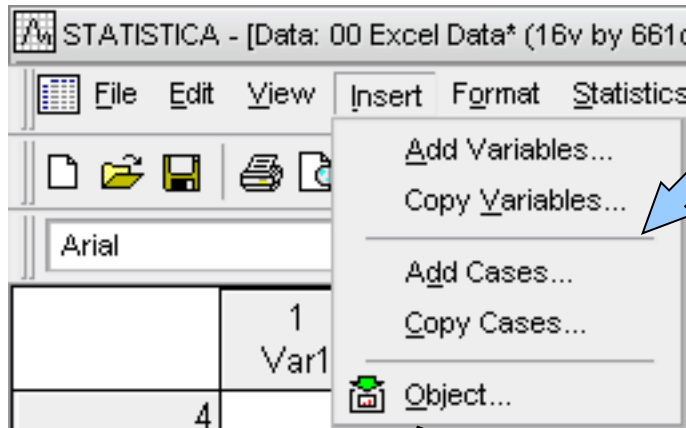 STATISTICA - [Data: 00 Excel Data* (16v by 661c
File Edit View Insert Format Statistics
Add Variables...
Copy Variables...
Arial
Add Cases...
Copy Cases...
1
Var1
Object...
4